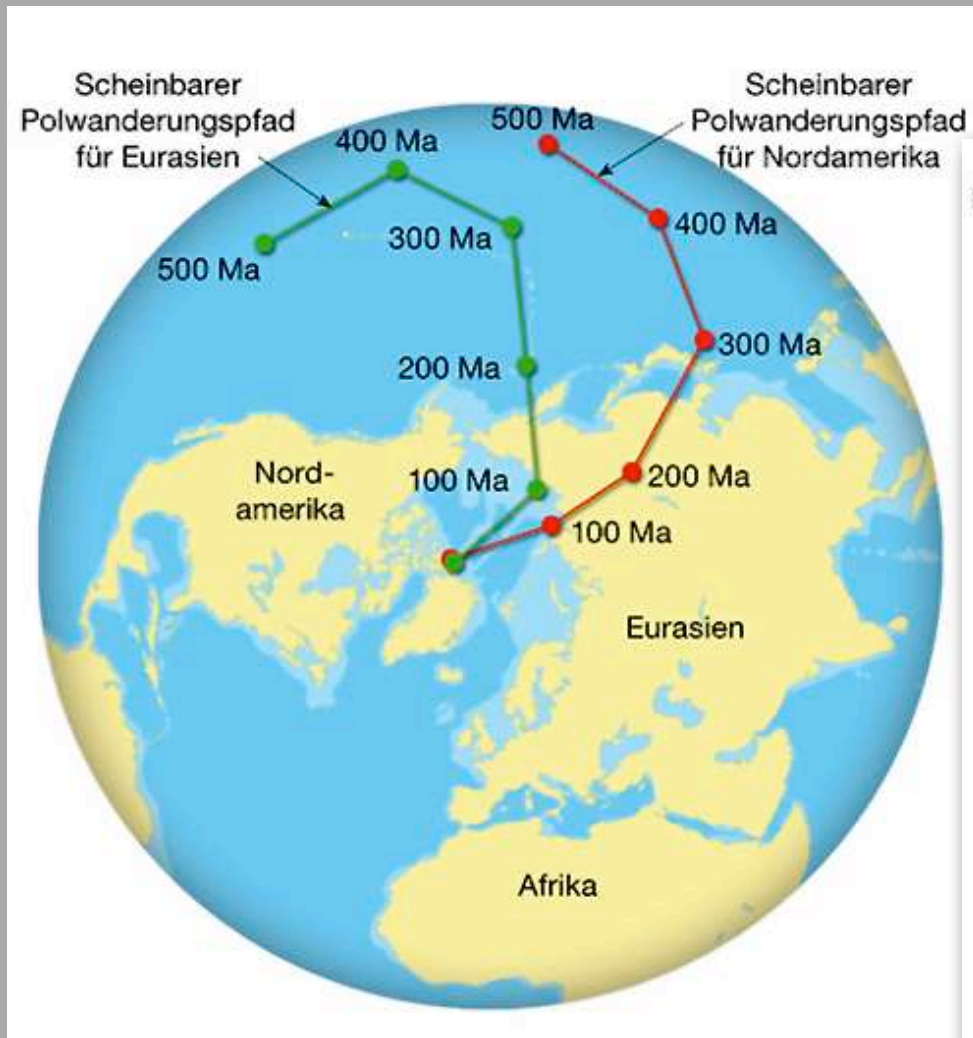 Scheinbarer
Polwanderungspfad
für Eurasien
Scheinbarer
Polwanderungspfad
für Nordamerika
500 Ma
400 Ma
400 Ma
300 Ma
500 Ma
300 Ma
200 Ma
Nord-
amerika
100 Ma
200 Ma
100 Ma
Eurasien
Afrika